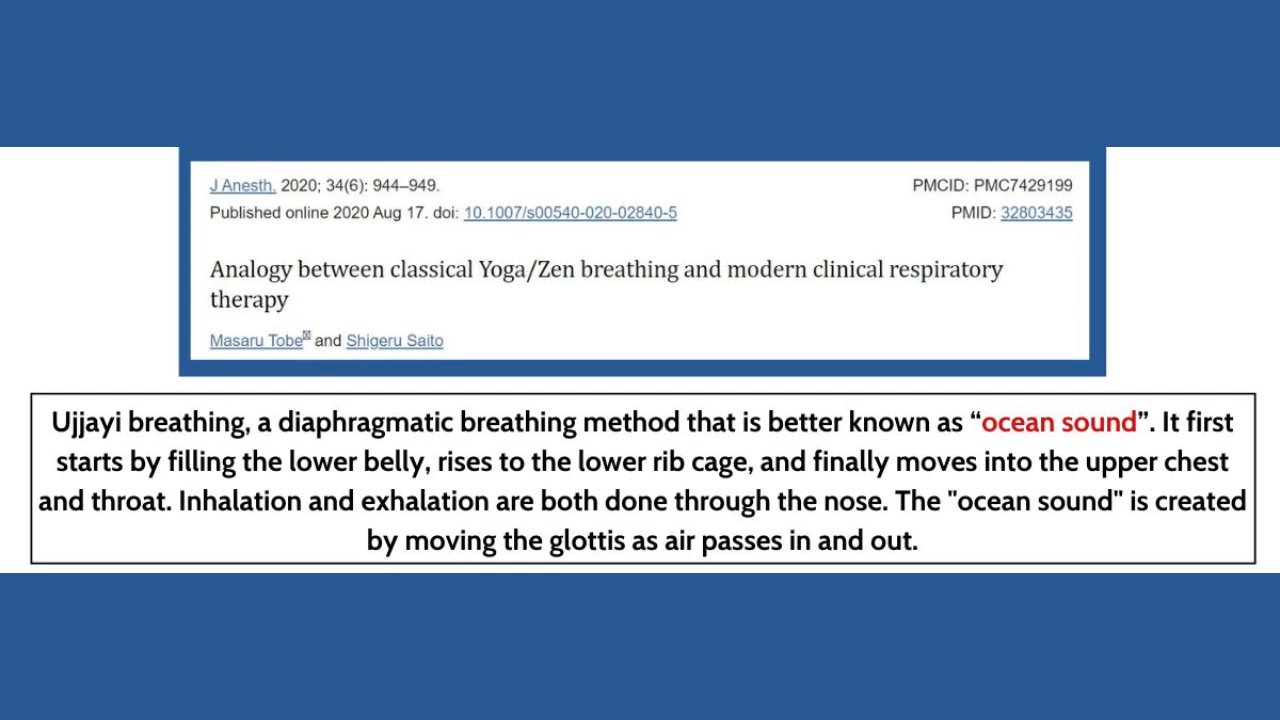 J Anesth. 2020; 34(6): 944–949.
PMCID: PMC7429199
Published online 2020 Aug 17. doi: 10.1007/s00540-020-02840-5
PMID: 32803435
Analogy between classical Yoga/Zen breathing and modern clinical respiratory
therapy
Masaru Tobe and Shigeru Saito
Ujjayi breathing, a diaphragmatic breathing method that is better known as “ocean sound”. It first
starts by filling the lower belly, rises to the lower rib cage, and finally moves into the upper chest
and throat. Inhalation and exhalation are both done through the nose. The "ocean sound" is created
by moving the glottis as air passes in and out.